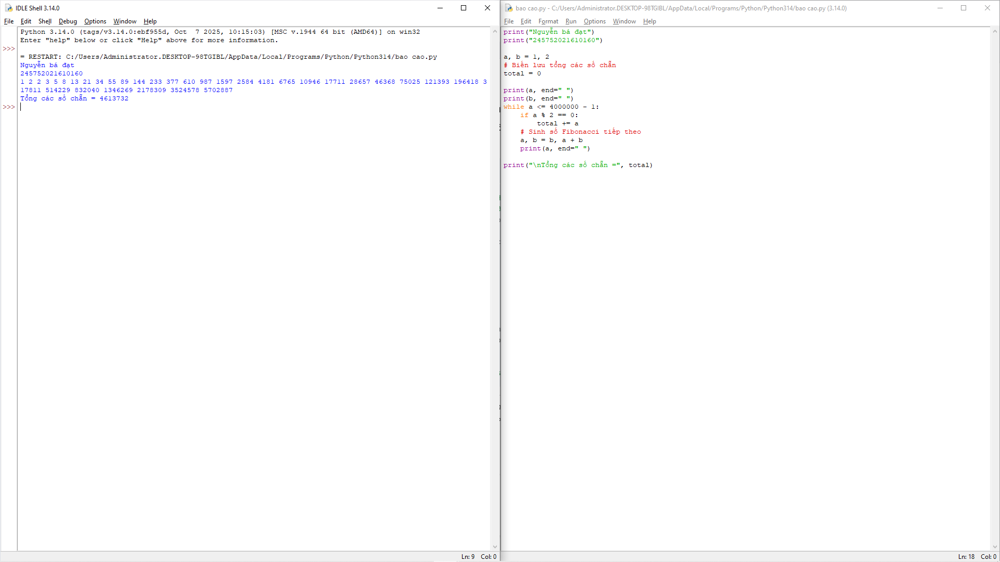 IDLE Shell 3.14.0
File Edit Shell Debug Options Window Help
Python 3.14.0 (tags/v3.14.0:ebf955d, Oct  7 2025, 10:15:03) [MSC v.1944 64 bit (AMD64)] on win32
Enter "help" below or click "Help" above for more information.
>>>
= RESTART: C:/Users/Administrator.DESKTOP-98TGIBL/AppData/Local/Programs/Python/Python314/bao cao.py
Nguyễn bá đạt
245752021610160
1 2 2 3 5 8 13 21 34 55 89 144 233 377 610 987 1597 2584 4181 6765 10946 17711 28657 46368 75025 121393 196418 3
17811 514229 832040 1346269 2178309 3524578 5702887
Tổng các số chẵn = 4613732
>>>
Ln: 9 Col: 0
bao cao.py - C:/Users/Administrator.DESKTOP-98TGIBL/AppData/Local/Programs/Python/Python314/bao cao.py (3.14.0)
File Edit Format Run Options Window Help
print("Nguyễn bá đạt")
print("245752021610160")
a, b = 1, 2
# Biến lưu tổng các số chẵn
total = 0
print(a, end=" ")
print(b, end=" ")
while a <= 4000000 - 1:
    if a % 2 == 0:
        total += a
    # Sinh số Fibonacci tiếp theo
    a, b = b, a + b
    print(a, end=" ")
print("\nTổng các số chẵn =", total)
Ln: 18 Col: 0